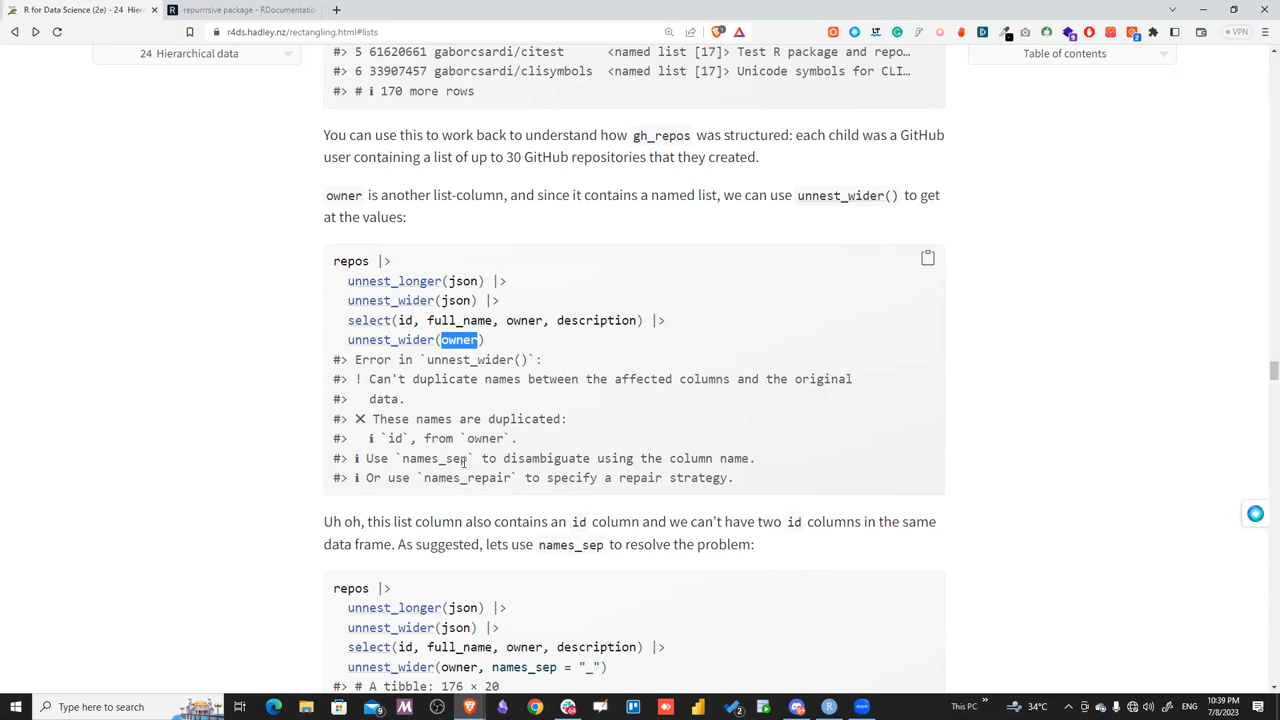 R for Data Science (2e) - 24 Hiera
repurrrsive package - RDocumentatio
r4ds.hadley.nz/rectangling.html#lists
VPN
24 Hierarchical data
Table of contents
#> 5 61620661 gaborcsardi/citest <named list [17]> Test R package and repo…
#> 6 33907457 gaborcsardi/clisymbols <named list [17]> Unicode symbols for CLI…
#> # ℹ 170 more rows
You can use this to work back to understand how gh_repos was structured: each child was a GitHub
user containing a list of up to 30 GitHub repositories that they created.
owner is another list-column, and since it contains a named list, we can use unnest_wider() to get
at the values:
repos |>
unnest_longer(json) |>
unnest_wider(json) |>
select(id, full_name, owner, description) |>
unnest_wider(owner)
#> Error in `unnest_wider()`:
#> ! Can't duplicate names between the affected columns and the original
#> data.
#> ✖ These names are duplicated:
#> ℹ `id`, from `owner`.
#> ℹ Use `names_sep` to disambiguate using the column name.
#> ℹ Or use `names_repair` to specify a repair strategy.
Uh oh, this list column also contains an id column and we can’t have two id columns in the same
data frame. As suggested, lets use names_sep to resolve the problem:
repos |>
unnest_longer(json) |>
unnest_wider(json) |>
select(id, full_name, owner, description) |>
unnest_wider(owner, names_sep = "_")
#> # A tibble: 176 × 20
Type here to search
This PC
34°C
10:39 PM
7/8/2023